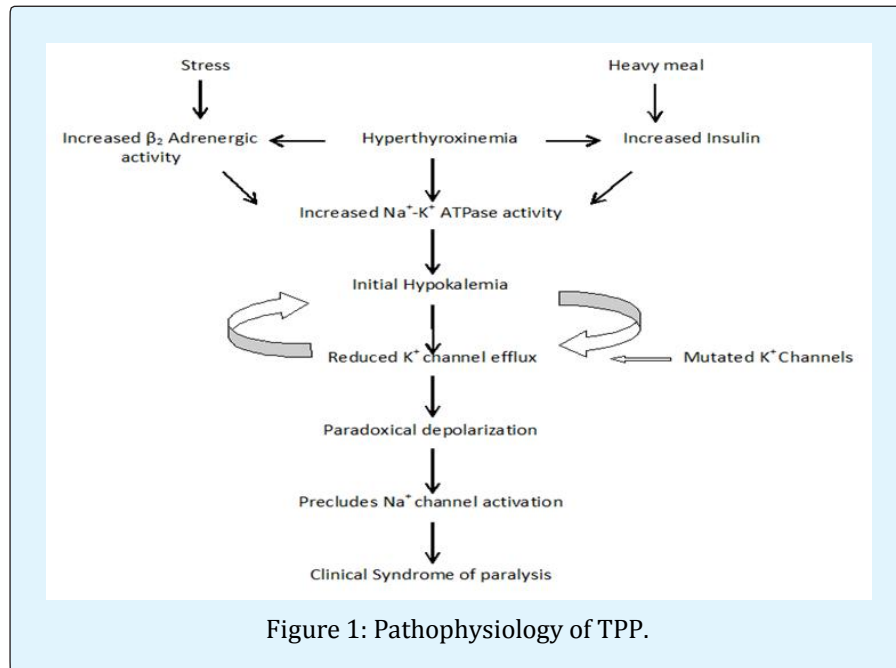 Stress
Heavy meal
Increased β₂ Adrenergic
activity
Hyperthyroxinemia
Increased Insulin
Increased Na⁺-K⁺ ATPase activity
Initial Hypokalemia
Reduced K⁺ channel efflux
Mutated K⁺ Channels
Paradoxical depolarization
Precludes Na⁺ channel activation
Clinical Syndrome of paralysis
Figure 1: Pathophysiology of TPP.